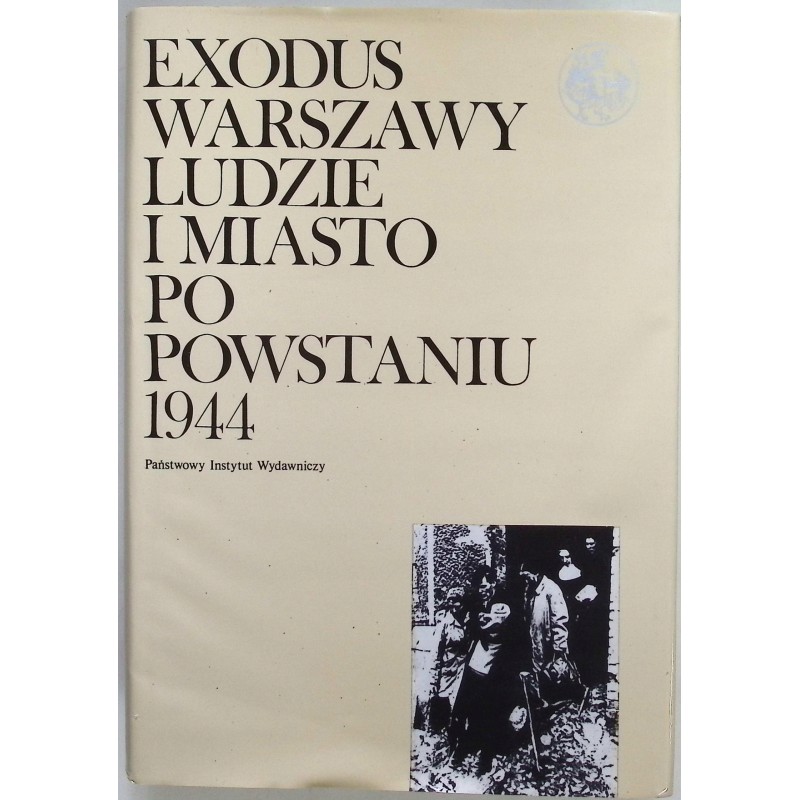 EXODUS
WARSZAWY
LUDZIE
I MIASTO
PO
POWSTANIU
1944
Państwowy Instytut Wydawniczy